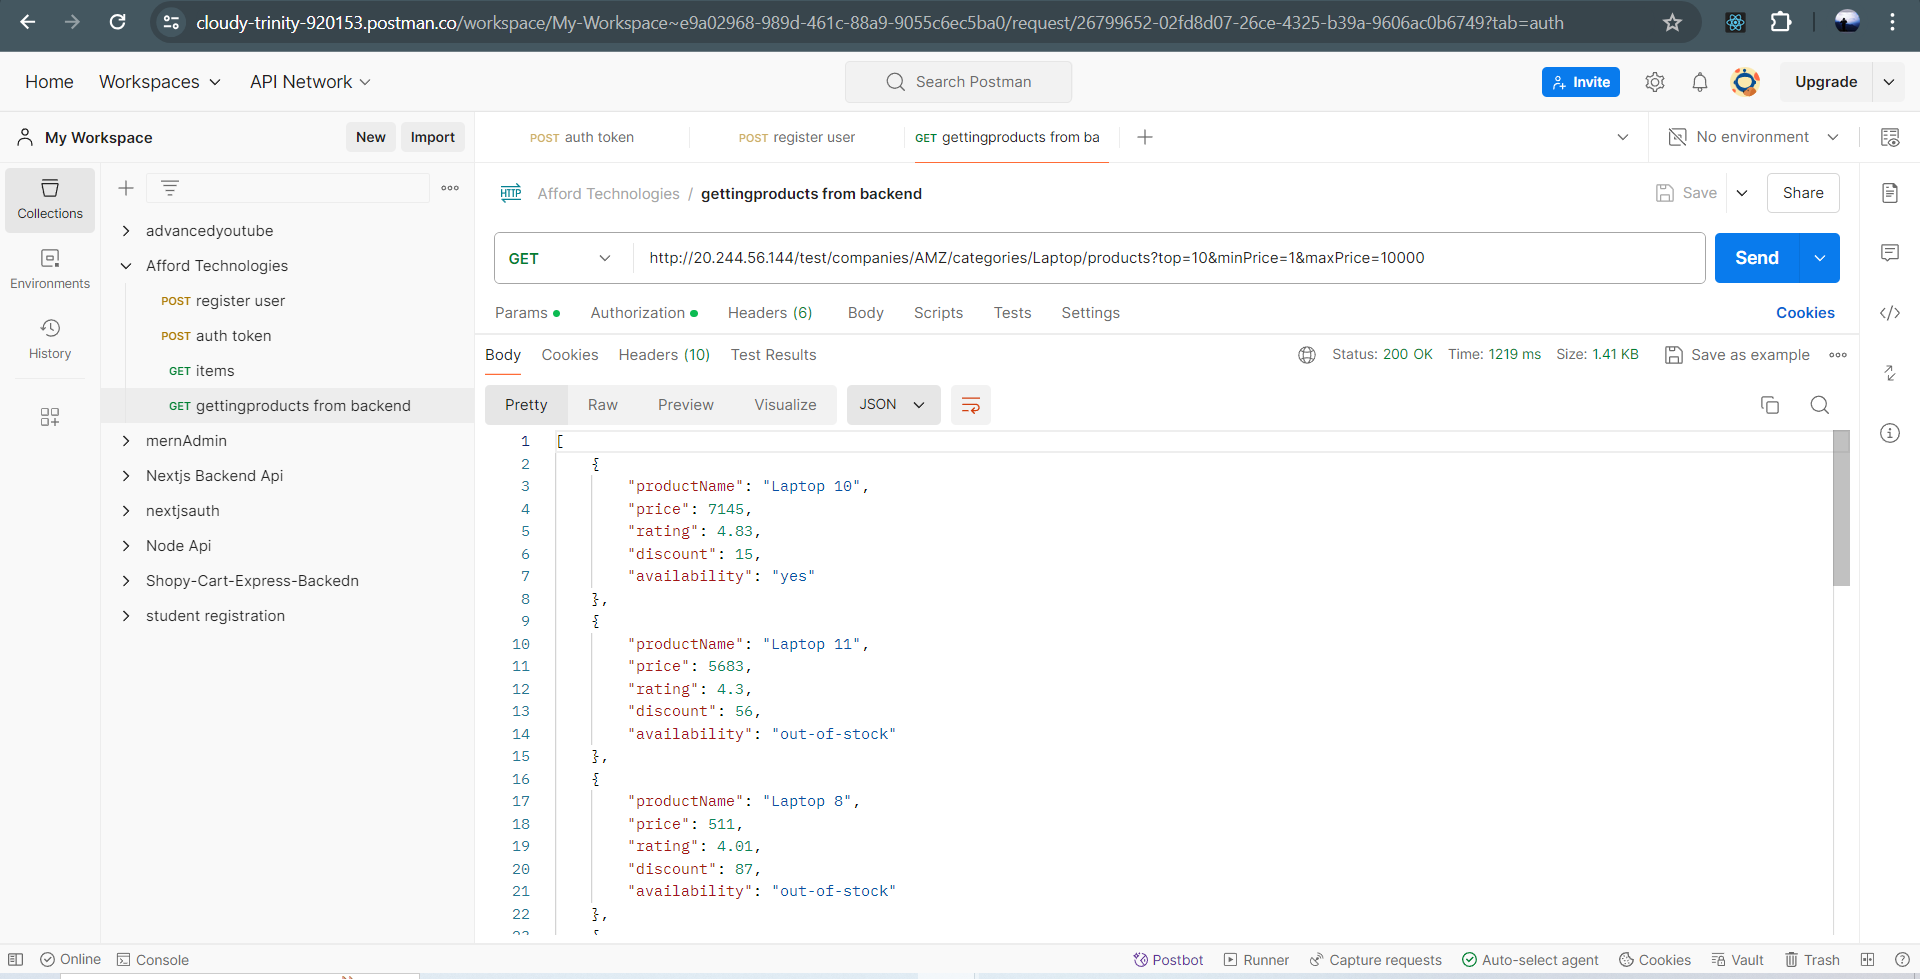 cloudy-trinity-920153.postman.co/workspace/My-Workspace~e9a02968-989d-461c-88a9-9055c6ec5ba0/request/26799652-02fd8d07-26ce-4325-b39a-9606ac0b6749?tab=auth
Home Workspaces API Network Search Postman Invite Upgrade
My Workspace New Import
POST auth token POST register user GET gettingproducts from ba No environment
Collections
Environments
History
advancedyoutube
Afford Technologies
POST register user
POST auth token
GET items
GET gettingproducts from backend
mernAdmin
Nextjs Backend Api
nextjsauth
Node Api
Shopy-Cart-Express-Backedn
student registration
HTTP Afford Technologies / gettingproducts from backend Save Share
GET http://20.244.56.144/test/companies/AMZ/categories/Laptop/products?top=10&minPrice=1&maxPrice=10000 Send
Params Authorization Headers (6) Body Scripts Tests Settings Cookies
Body Cookies Headers (10) Test Results Status: 200 OK Time: 1219 ms Size: 1.41 KB Save as example
Pretty Raw Preview Visualize JSON
1 [
2 {
3 "productName": "Laptop 10",
4 "price": 7145,
5 "rating": 4.83,
6 "discount": 15,
7 "availability": "yes"
8 },
9 {
10 "productName": "Laptop 11",
11 "price": 5683,
12 "rating": 4.3,
13 "discount": 56,
14 "availability": "out-of-stock"
15 },
16 {
17 "productName": "Laptop 8",
18 "price": 511,
19 "rating": 4.01,
20 "discount": 87,
21 "availability": "out-of-stock"
22 },
Online Console Postbot Runner Capture requests Auto-select agent Cookies Vault Trash